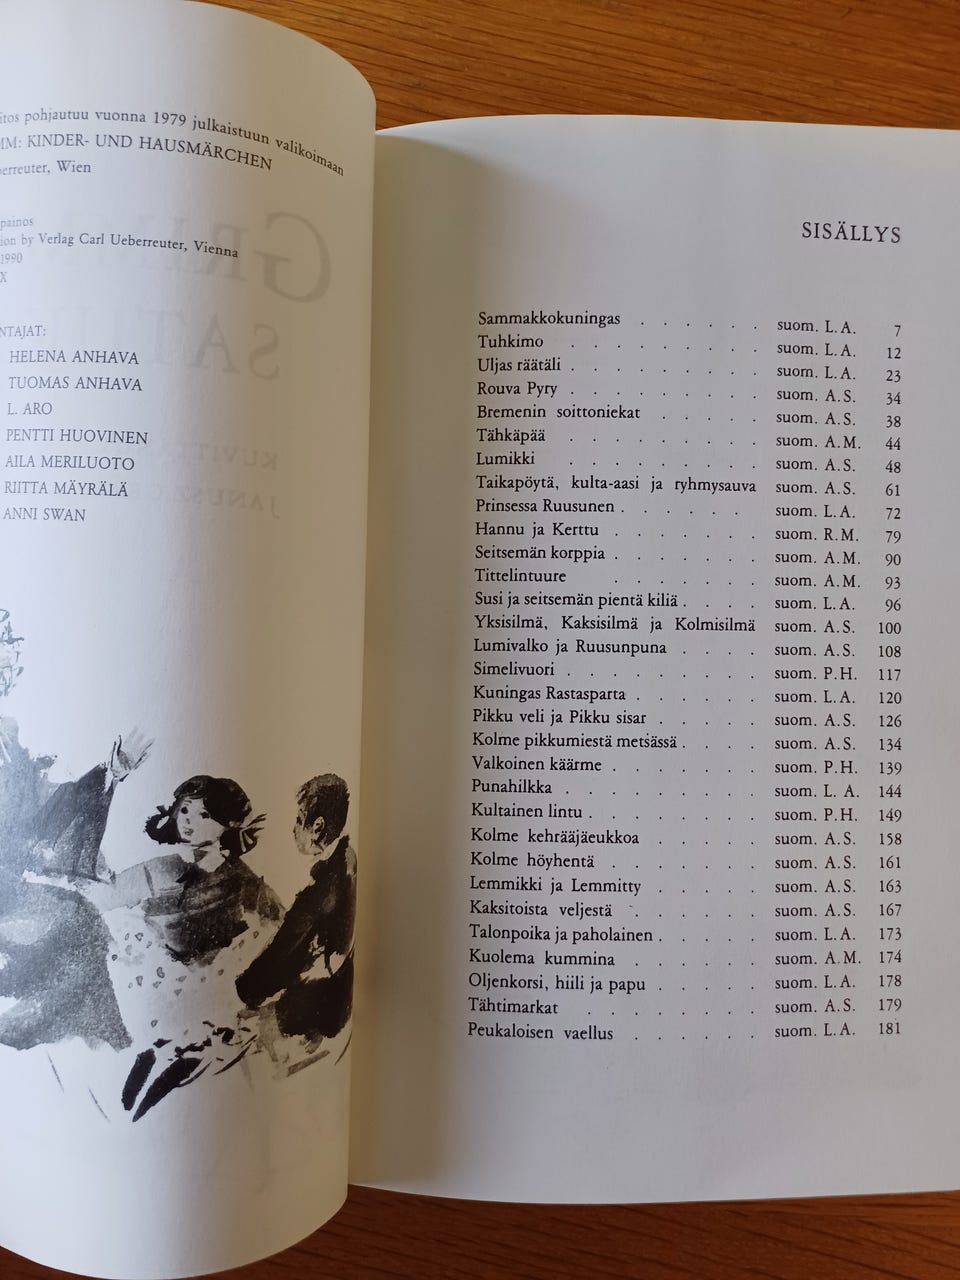 itos pohjautuu vuonna 1979 julkaistuun valikoimaan
MM: KINDER- UND HAUSMÄRCHEN
erreuter, Wien
painos
ion by Verlag Carl Ueberreuter, Vienna
1990
X
NTAJAT:
HELENA ANHAVA
TUOMAS ANHAVA
L. ARO
PENTTI HUOVINEN
AILA MERILUOTO
RIITTA MÄYRÄLÄ
ANNI SWAN
SISÄLLYS
Sammakkokuningas . . . . . . suom. L.A. 7
Tuhkimo . . . . . . . . suom. L.A. 12
Uljas räätäli . . . . . . . . suom. L.A. 23
Rouva Pyry . . . . . . . . suom. A.S. 34
Bremenin soittoniekat . . . . . suom. A.S. 38
Tähkäpää . . . . . . . . suom. A.M. 44
Lumikki . . . . . . . . suom. A.S. 48
Taikapöytä, kulta-aasi ja ryhmysauva suom. A.S. 61
Prinsessa Ruusunen . . . . . . suom. L.A. 72
Hannu ja Kerttu . . . . . . suom. R.M. 79
Seitsemän korppia . . . . . . suom. A.M. 90
Tittelintuure . . . . . . suom. A.M. 93
Susi ja seitsemän pientä kiliä . . . . suom. L.A. 96
Yksisilmä, Kaksisilmä ja Kolmisilmä suom. A.S. 100
Lumivalko ja Ruusunpuna . . . . suom. A.S. 108
Simelivuori . . . . . . . . suom. P.H. 117
Kuningas Rastasparta . . . . . . suom. L.A. 120
Pikku veli ja Pikku sisar . . . . . suom. A.S. 126
Kolme pikkumiestä metsässä . . . . suom. A.S. 134
Valkoinen käärme . . . . . . . suom. P.H. 139
Punahilkka . . . . . . . . suom. L. A. 144
Kultainen lintu . . . . . . . suom. P.H. 149
Kolme kehrääjäeukkoa . . . . . suom. A.S. 158
Kolme höyhentä . . . . . . suom. A.S. 161
Lemmikki ja Lemmitty . . . . . suom. A.S. 163
Kaksitoista veljestä . . . . . . suom. A.S. 167
Talonpoika ja paholainen . . . . . suom. L.A. 173
Kuolema kummina . . . . . . suom. A.M. 174
Oljenkorsi, hiili ja papu . . . . . suom. L.A. 178
Tähtimarkat . . . . . . . suom. A.S. 179
Peukaloisen vaellus . . . . . . suom. L.A. 181